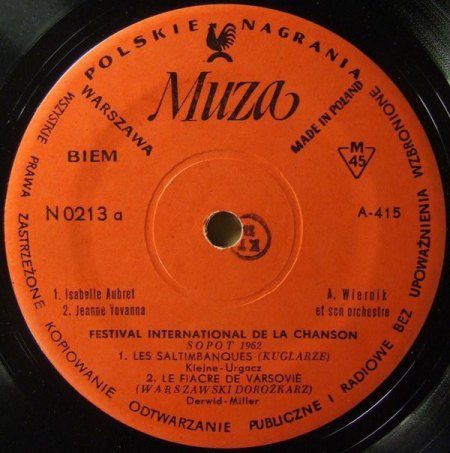 POLSKIE NAGRANIA
WARSZAWA
Muza
MADE IN POLAND
BIEM
M
45
N 0213 a
A-415
1. Isabelle Aubret
2. Jeanne Yovanna
A. Wiernik
et son orchestre
FESTIVAL INTERNATIONAL DE LA CHANSON
SOPOT 1962
1. LES SALTIMBANQUES (KUGLARZE)
Kleine-Urgacz
2. LE FIACRE DE VARSOVIE
(WARSZAWSKI DOROŻKARZ)
Derwid-Miller
WSZYSTKIE PRAWA ZASTRZEŻONE KOPIOWANIE ODTWARZANIE PUBLICZNE I RADIOWE BEZ UPOWAŻNIENIA WZBRONIONE